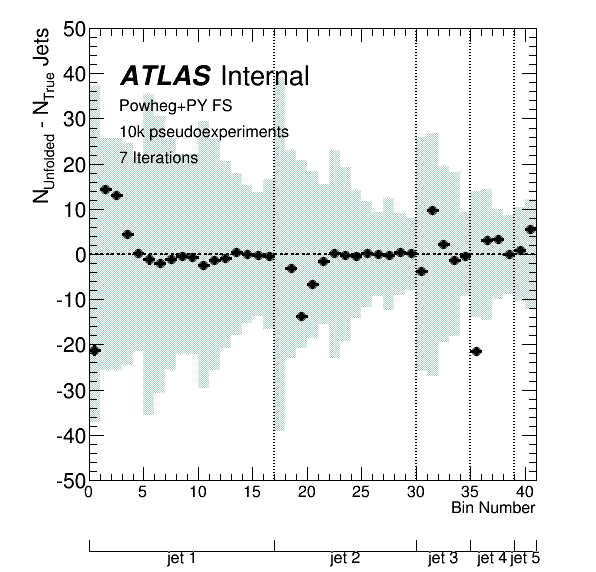 N_Unfolded - N_True Jets
50
40
30
20
10
0
-10
-20
-30
-40
-50
ATLAS Internal
Powheg+PY FS
10k pseudoexperiments
7 Iterations
0 5 10 15 20 25 30 35 40
Bin Number
jet 1 jet 2 jet 3 jet 4 jet 5